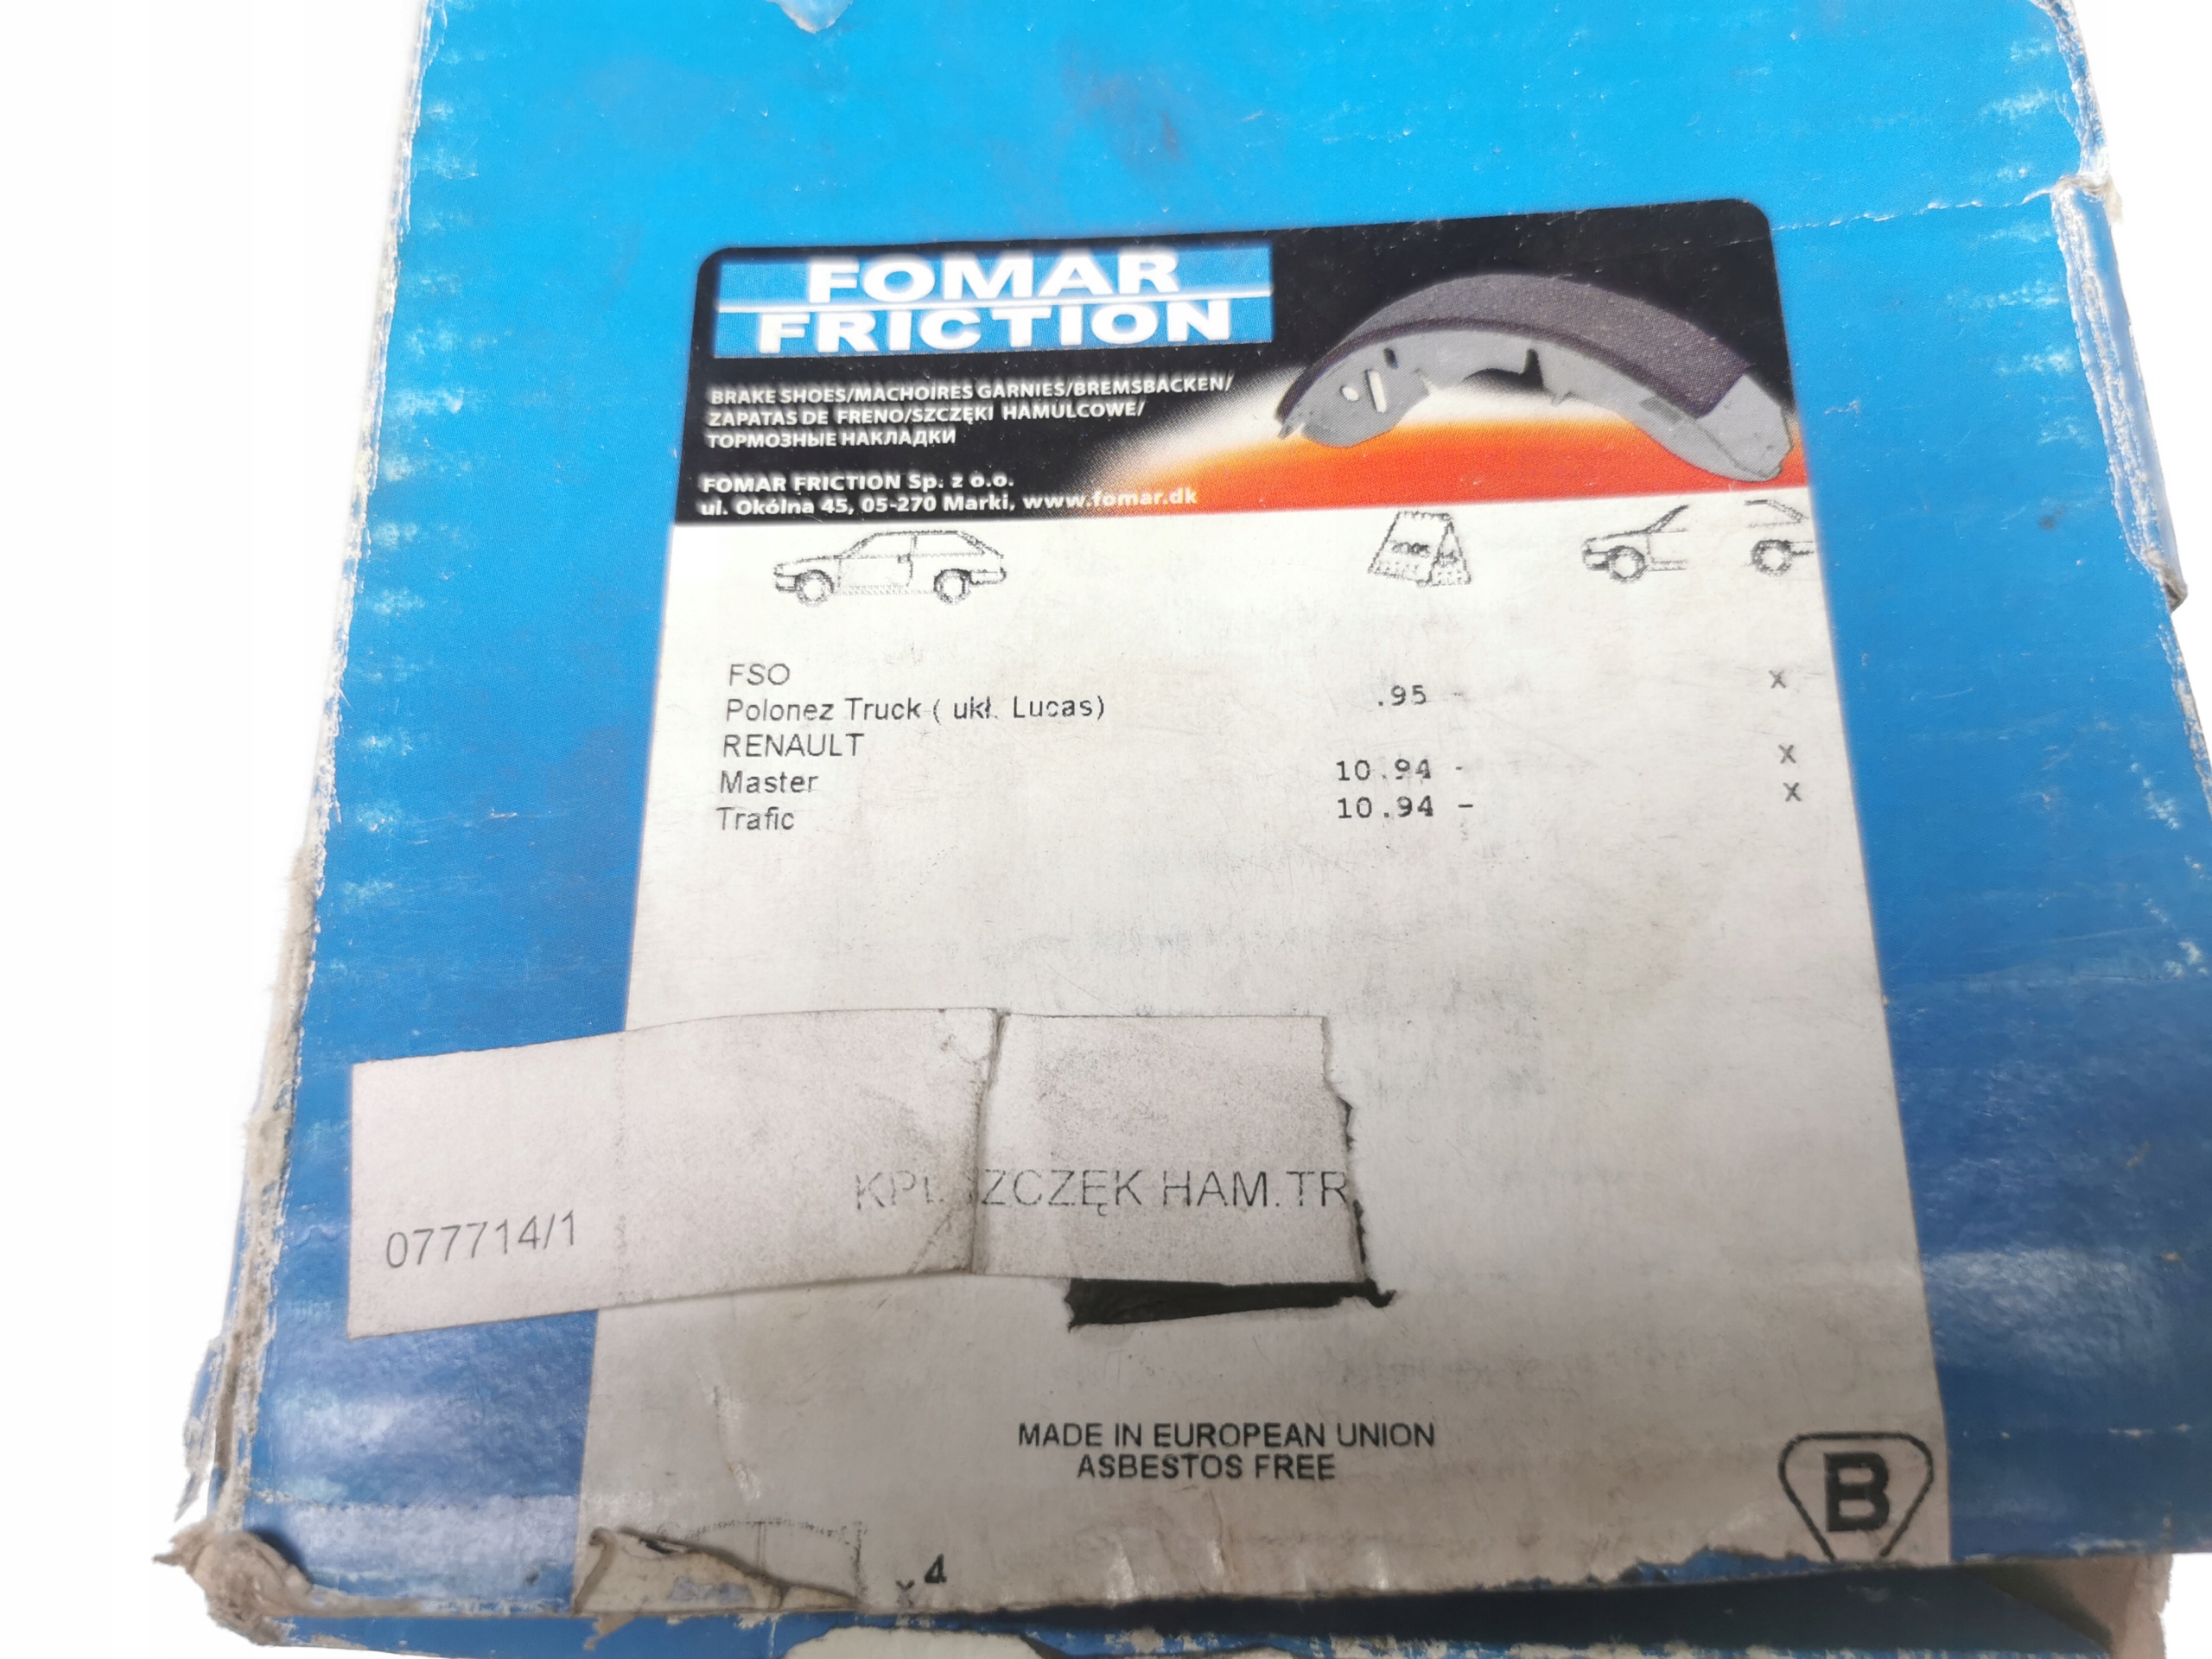 FOMAR
FRICTION
BRAKE SHOES/MACHOIRES GARNIES/BREMSBACKEN/
ZAPATAS DE FRENO/SZCZĘKI HAMULCOWE/
ТОРМОЗНЫЕ НАКЛАДКИ
FOMAR FRICTION Sp. z o.o.
ul. Okólna 45, 05-270 Marki, www.fomar.dk
FSO
Polonez Truck ( ukł. Lucas) .95 - x
RENAULT
Master 10.94 - x
Trafic 10.94 - x
HAM.TR
077714/1
MADE IN EUROPEAN UNION
ASBESTOS FREE
B
x 4